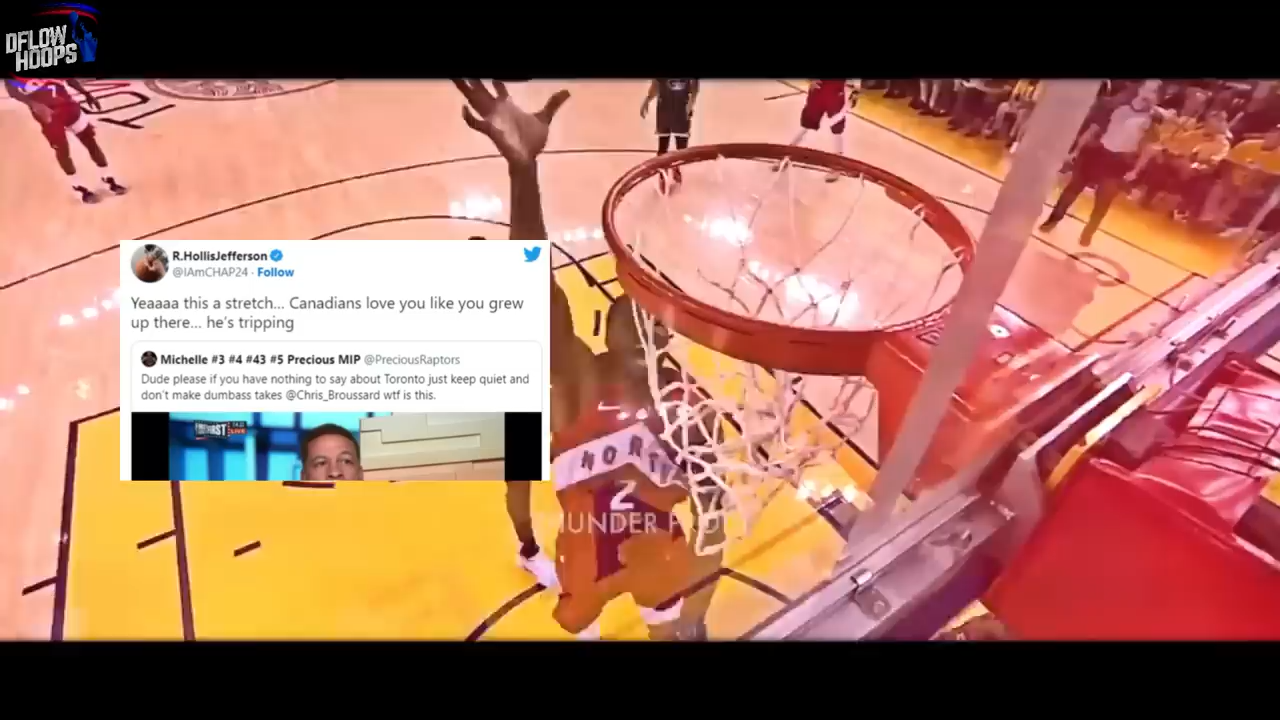 DFLOW
HOOPS
R.HollisJefferson
@IAmCHAP24 · Follow
Yeaaaa this a stretch... Canadians love you like you grew
up there... he's tripping
Michelle #3 #4 #43 #5 Precious MIP @PreciousRaptors
Dude please if you have nothing to say about Toronto just keep quiet and
don't make dumbass takes @Chris_Broussard wtf is this.
NORTH
2